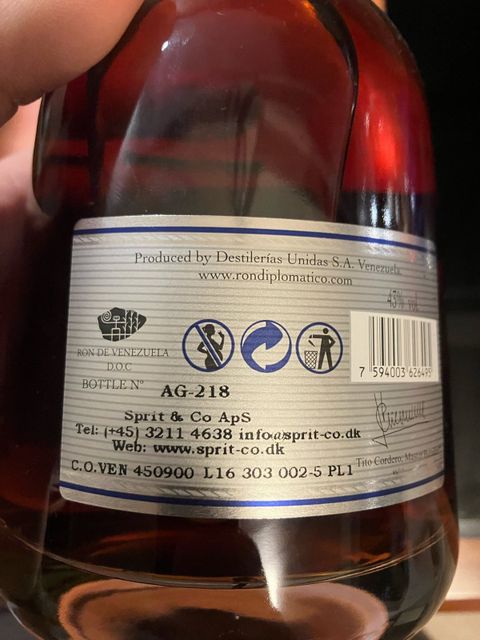 Produced by Destilerías Unidas S.A. Venezuela.
www.rondiplomatico.com
43% vol
RON DE VENEZUELA
D.O.C
BOTTLE Nº AG-218
7 594003 626495
Sprit & Co ApS
Tel: (+45) 3211 4638 info@sprit-co.dk
Web: www.sprit-co.dk
C.O.VEN 450900 L16 303 002-5 PL1
Tito Cordero,